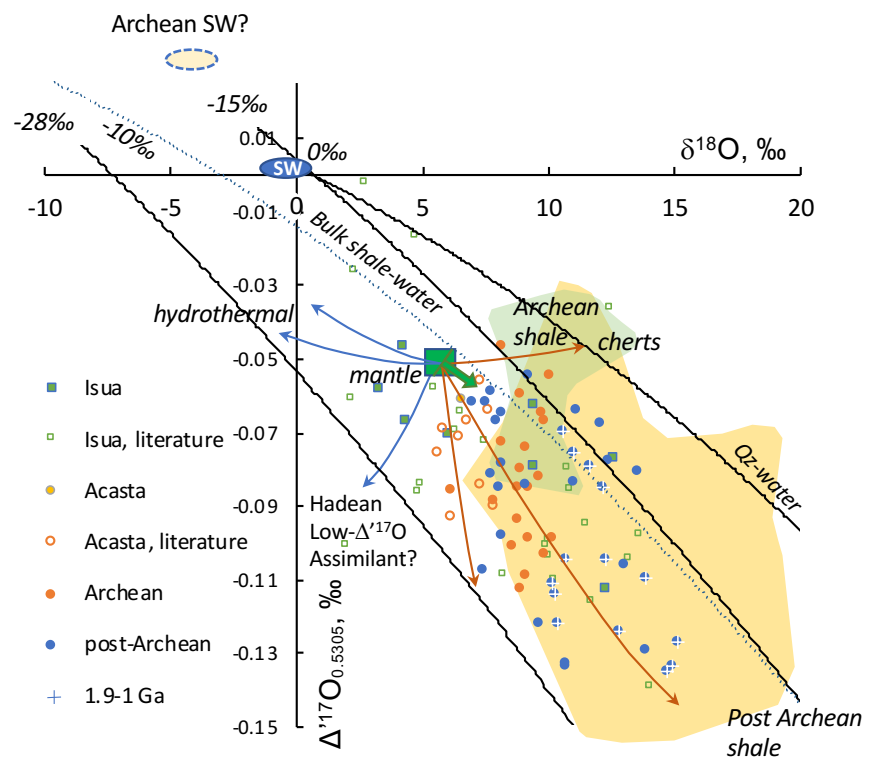 Archean SW?
-15‰
-28‰
-10‰
0.01
0‰
δ¹⁸O, ‰
SW
-10
-5
0
5
10
15
20
-0.01
Bulk shale-water
-0.03
hydrothermal
Archean
shale
cherts
-0.05
mantle
Isua
Isua, literature
Acasta
Acasta, literature
Archean
post-Archean
1.9-1 Ga
-0.07
Qz-water
-0.09
Hadean
Low-Δ'¹⁷O
Assimilant?
-0.11
-0.13
-0.15
Δ'¹⁷O₀.₅₃₀₅, ‰
Post Archean
shale